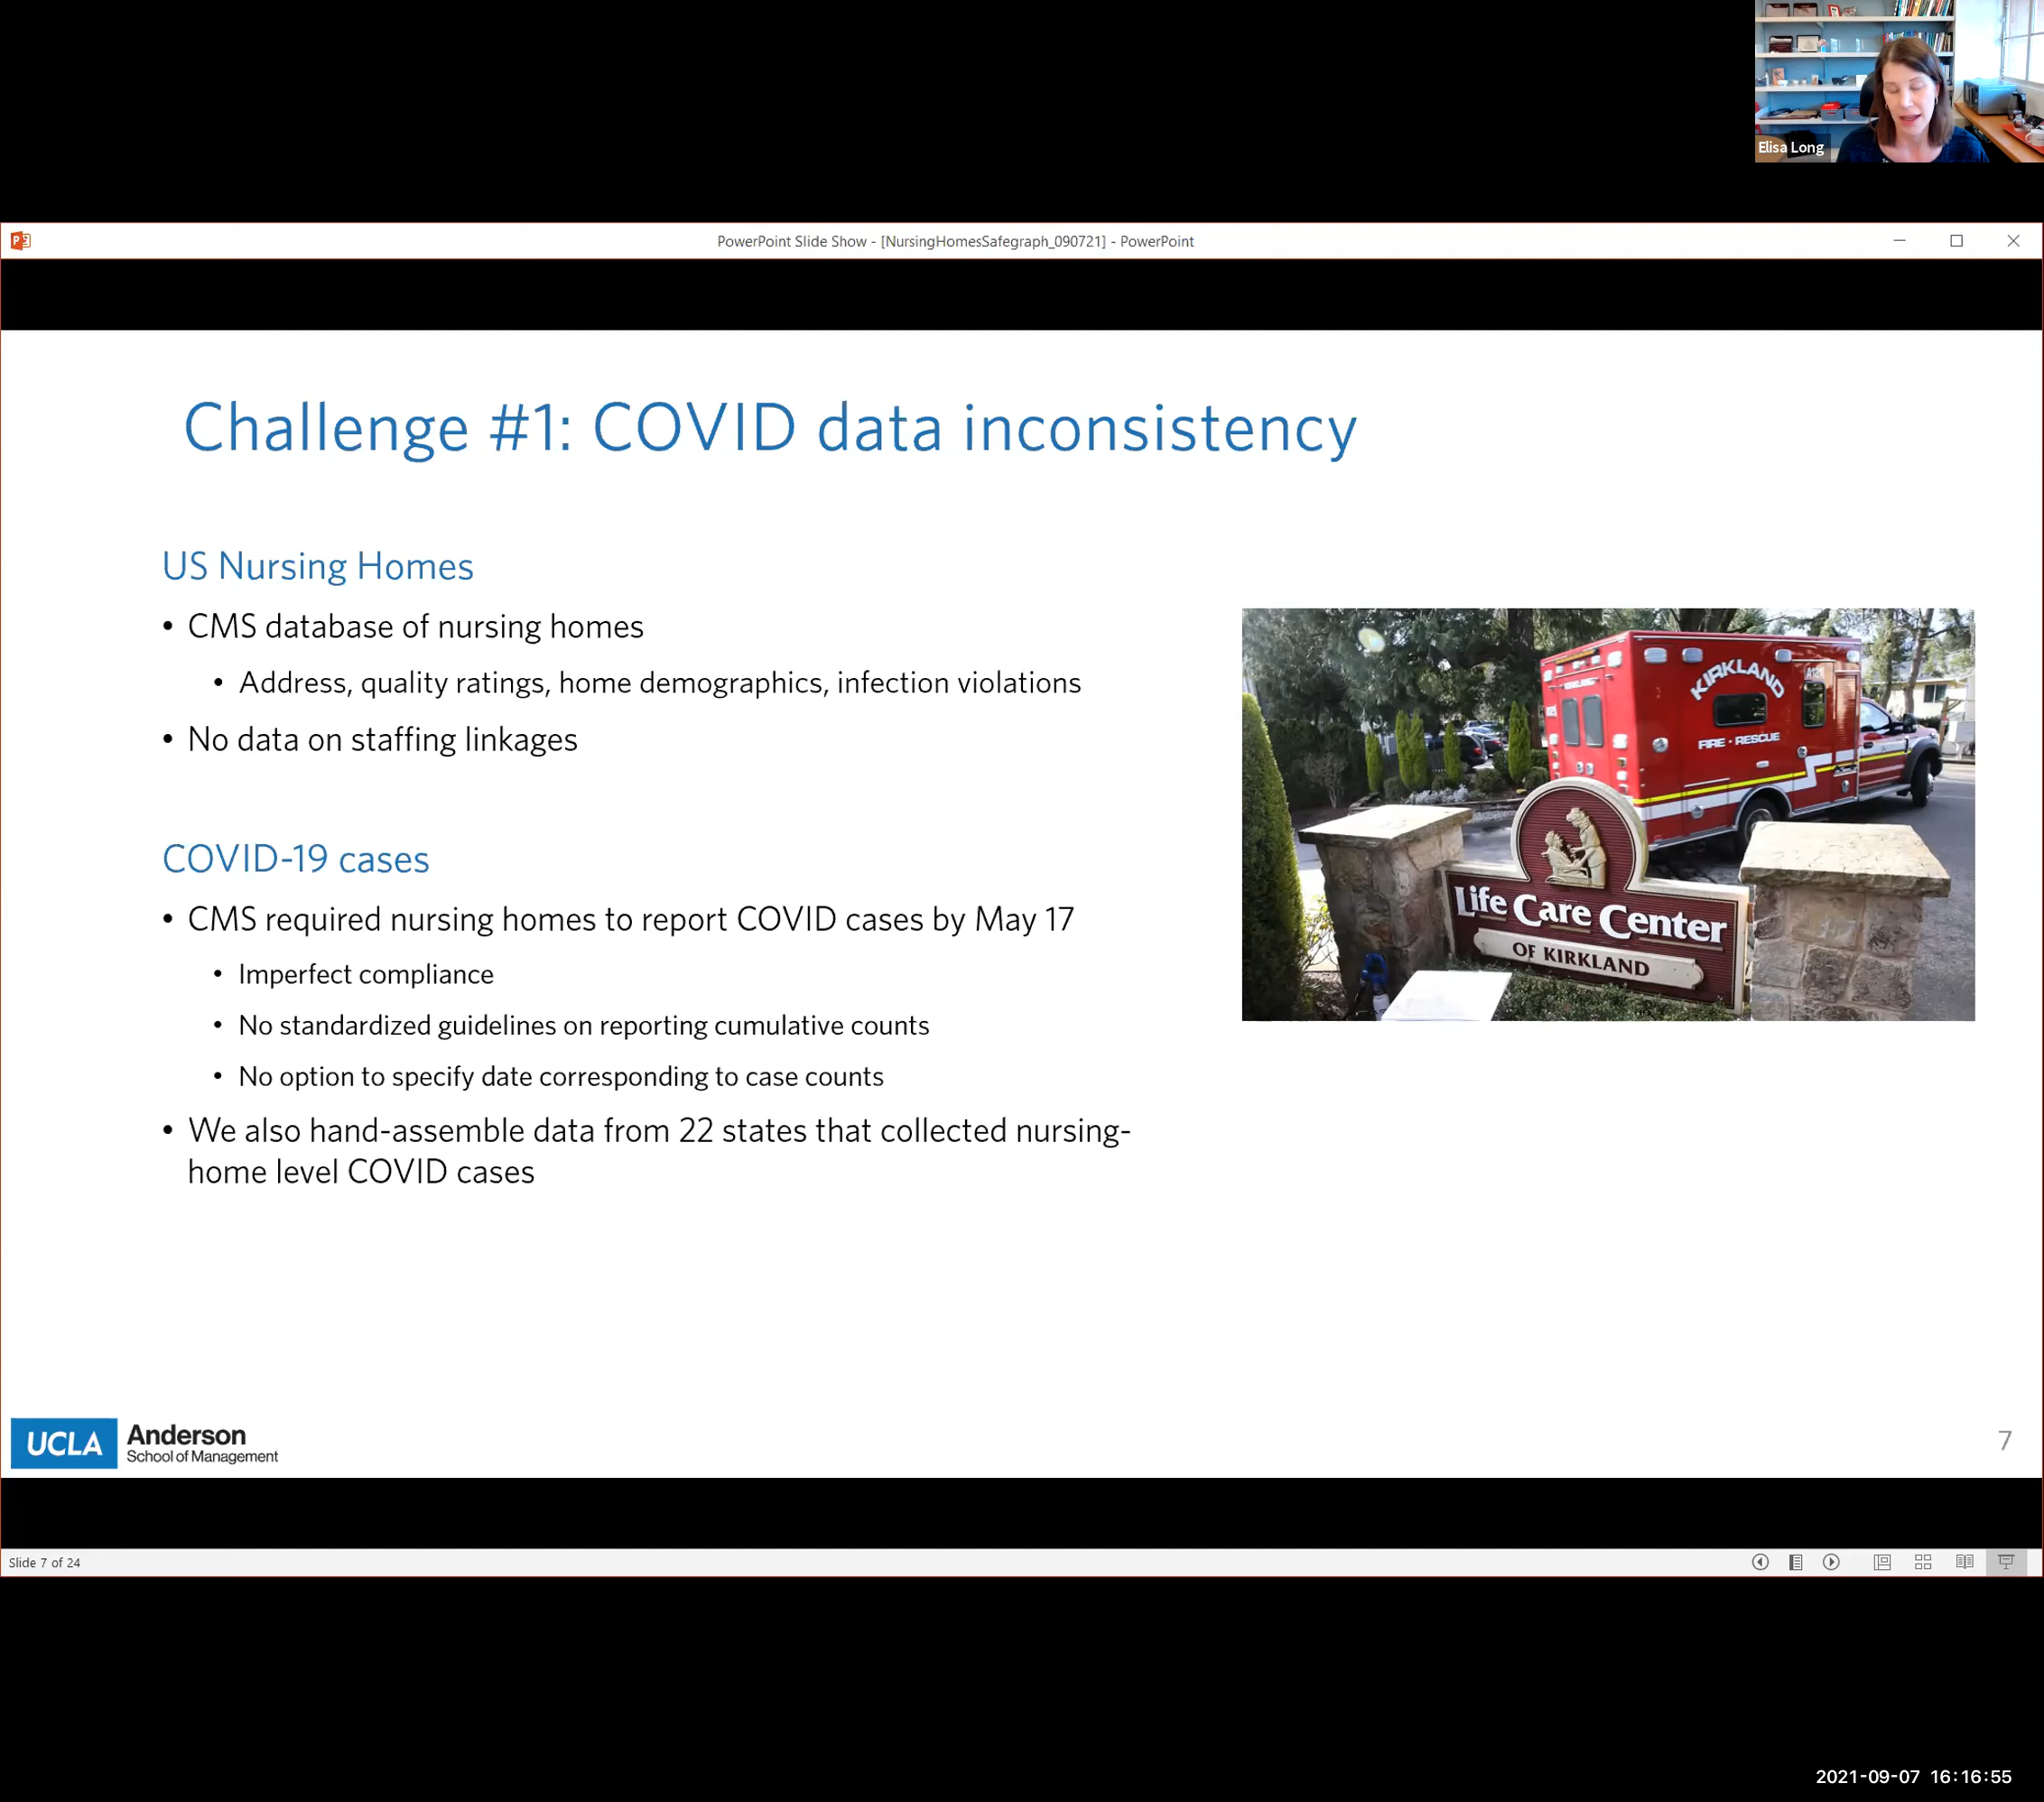 Elisa Long
PowerPoint Slide Show - [NursingHomesSafegraph_090721] - PowerPoint
Challenge #1: COVID data inconsistency
US Nursing Homes
• CMS database of nursing homes
• Address, quality ratings, home demographics, infection violations
• No data on staffing linkages
COVID-19 cases
• CMS required nursing homes to report COVID cases by May 17
• Imperfect compliance
• No standardized guidelines on reporting cumulative counts
• No option to specify date corresponding to case counts
• We also hand-assemble data from 22 states that collected nursing-
home level COVID cases
KIRKLAND
FIRE • RESCUE
Life Care Center
OF KIRKLAND
UCLA Anderson
School of Management
7
Slide 7 of 24
2021-09-07 16:16:55